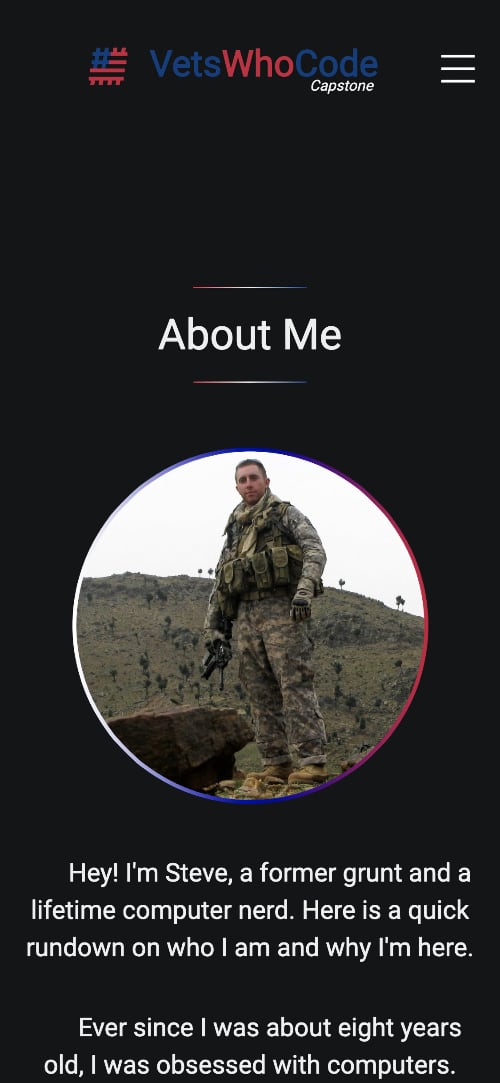 VetsWhoCode
Capstone
About Me
Hey! I'm Steve, a former grunt and a
lifetime computer nerd. Here is a quick
rundown on who I am and why I'm here.
Ever since I was about eight years
old, I was obsessed with computers.